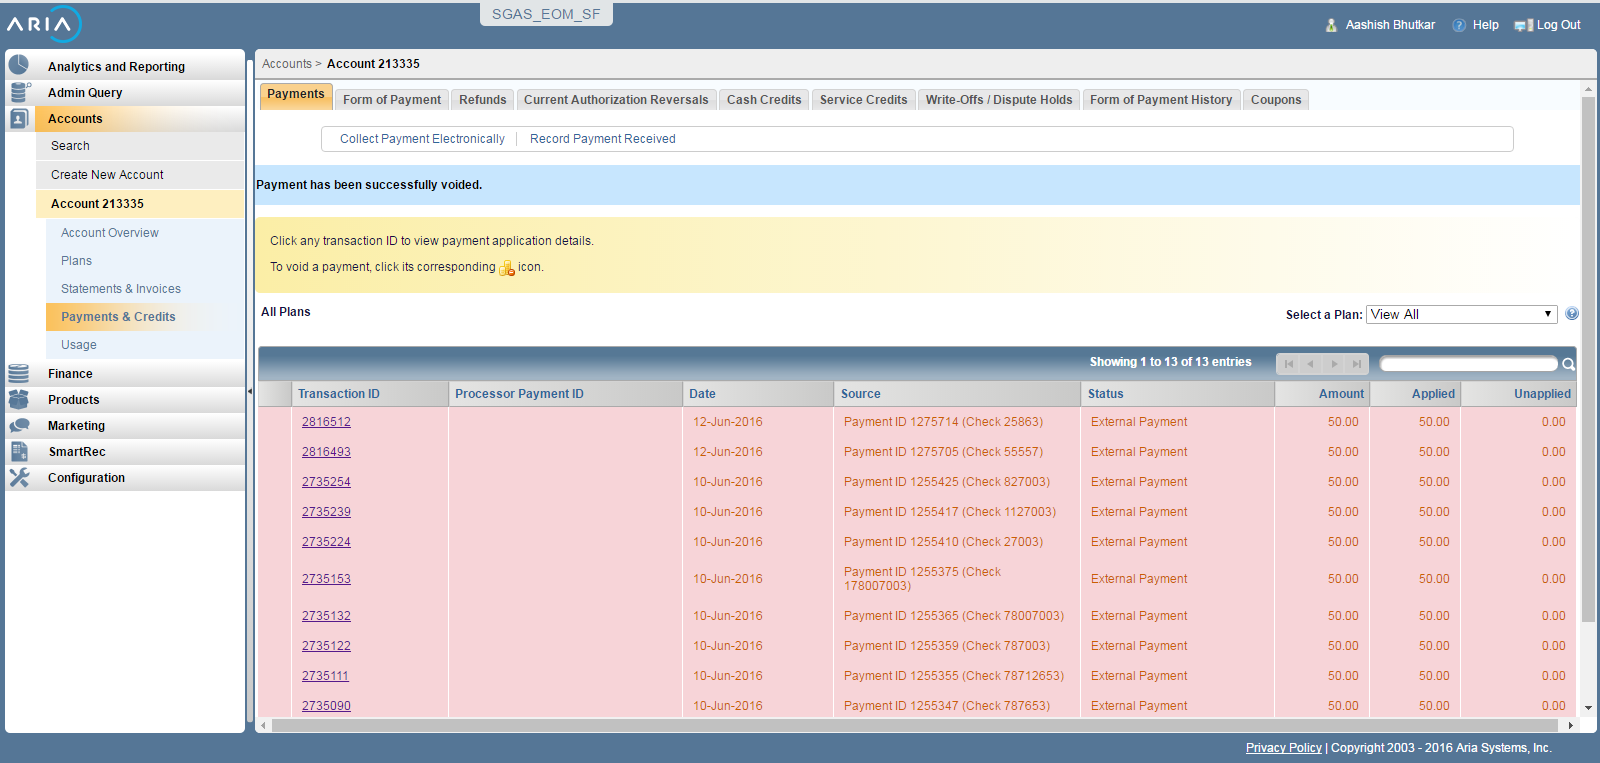 SGAS_EOM_SF
ARIA
Aashish Bhutkar Help Log Out
Analytics and Reporting
Admin Query
Accounts
Search
Create New Account
Account 213335
Account Overview
Plans
Statements & Invoices
Payments & Credits
Usage
Finance
Products
Marketing
SmartRec
Configuration
Accounts > Account 213335
Payments Form of Payment Refunds Current Authorization Reversals Cash Credits Service Credits Write-Offs / Dispute Holds Form of Payment History Coupons
Collect Payment Electronically Record Payment Received
Payment has been successfully voided.
Click any transaction ID to view payment application details.
To void a payment, click its corresponding icon.
All Plans
Select a Plan: View All
Showing 1 to 13 of 13 entries
Transaction ID Processor Payment ID Date Source Status Amount Applied Unapplied
2816512 12-Jun-2016 Payment ID 1275714 (Check 25863) External Payment 50.00 50.00 0.00
2816493 12-Jun-2016 Payment ID 1275705 (Check 55557) External Payment 50.00 50.00 0.00
2735254 10-Jun-2016 Payment ID 1255425 (Check 827003) External Payment 50.00 50.00 0.00
2735239 10-Jun-2016 Payment ID 1255417 (Check 1127003) External Payment 50.00 50.00 0.00
2735224 10-Jun-2016 Payment ID 1255410 (Check 27003) External Payment 50.00 50.00 0.00
2735153 10-Jun-2016 Payment ID 1255375 (Check
178007003) External Payment 50.00 50.00 0.00
2735132 10-Jun-2016 Payment ID 1255365 (Check 78007003) External Payment 50.00 50.00 0.00
2735122 10-Jun-2016 Payment ID 1255359 (Check 787003) External Payment 50.00 50.00 0.00
2735111 10-Jun-2016 Payment ID 1255355 (Check 78712653) External Payment 50.00 50.00 0.00
2735090 10-Jun-2016 Payment ID 1255347 (Check 787653) External Payment 50.00 50.00 0.00
Privacy Policy | Copyright 2003 - 2016 Aria Systems, Inc.